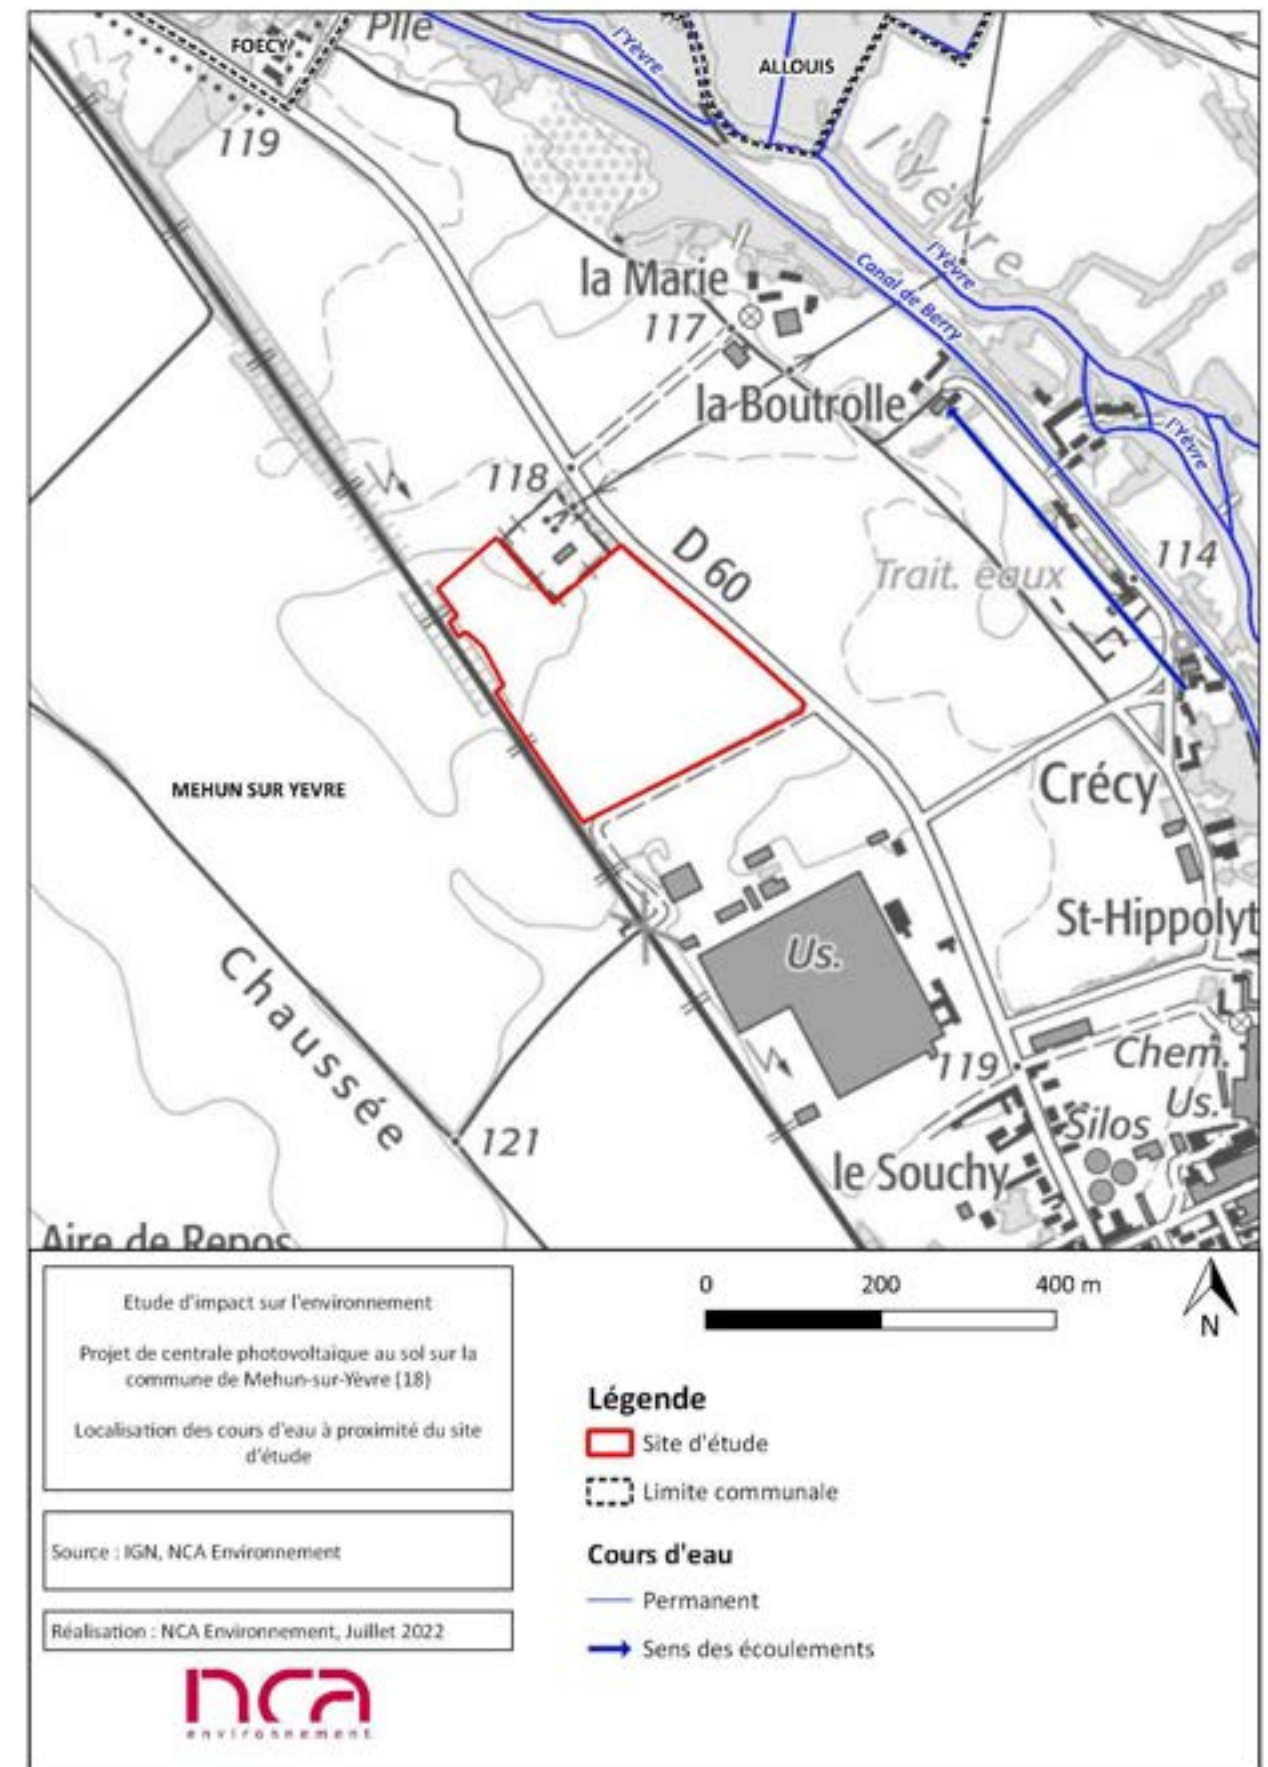 Pile
FOECY
l'Yèvre
ALLOUIS
119
l'Yèvre
l'Yèvre
la Marie
Canal de Berry
117
la Boutrolle
l'Yèvre
118
D 60
114
Trait. eaux
MEHUN SUR YEVRE
Crécy
St-Hippolyt
Us.
Chaussée
Chem.
119
Us.
Silos
121
le Souchy
Aire de Repos
Etude d'impact sur l'environnement
Projet de centrale photovoltaïque au sol sur la
commune de Mehun-sur-Yèvre (18)
Localisation des cours d'eau à proximité du site
d'étude
Source : IGN, NCA Environnement
Réalisation : NCA Environnement, Juillet 2022
nca
environnement
0 200 400 m
N
Légende
Site d'étude
Limite communale
Cours d'eau
Permanent
Sens des écoulements